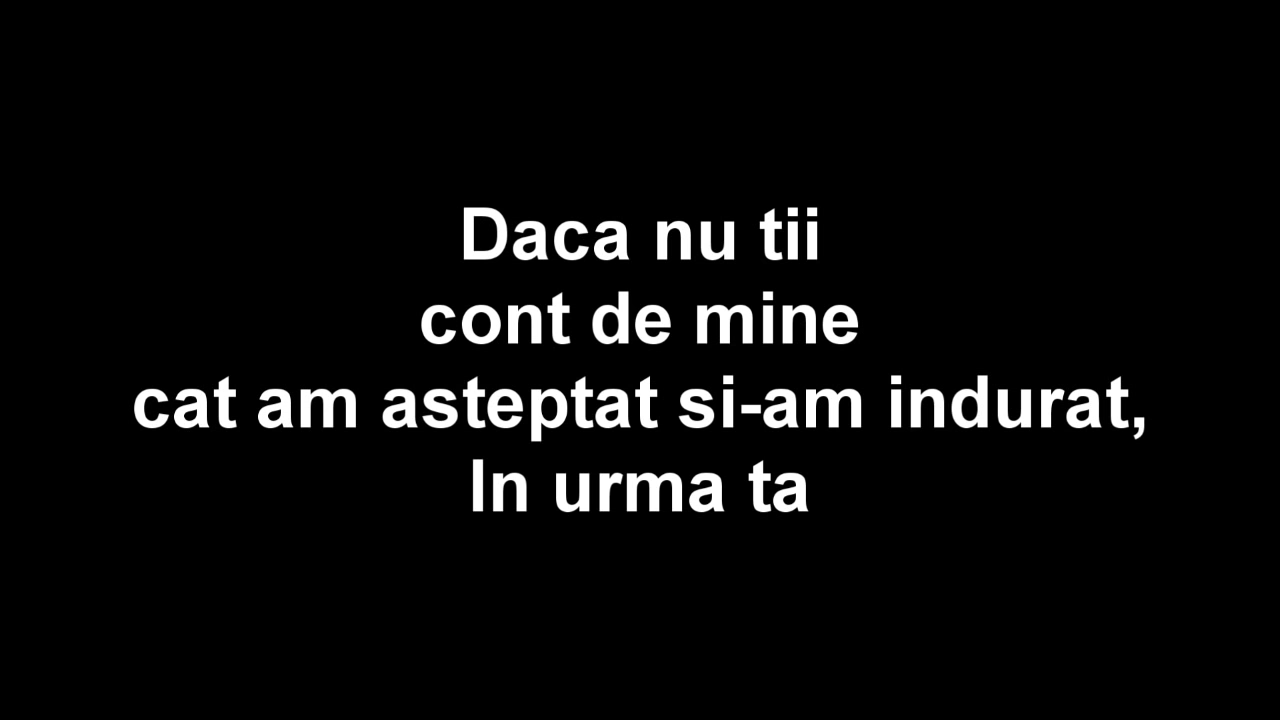 Daca nu tii
cont de mine
cat am asteptat si-am indurat,
In urma ta